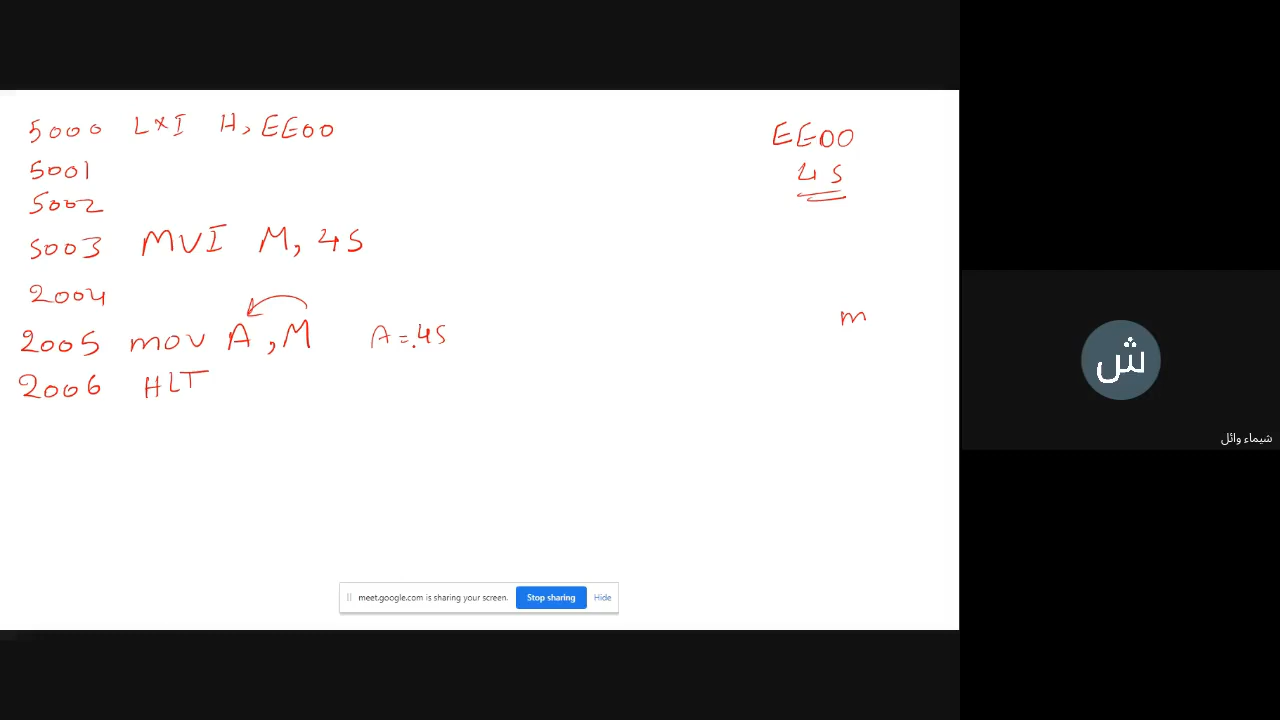 5000 LXI H, EE00
5001
5002
5003 MVI M, 45
2004
2005 mov A, M A = 45
2006 HLT
EE00
45
m
ش
شيماء وائل
meet.google.com is sharing your screen. Stop sharing Hide